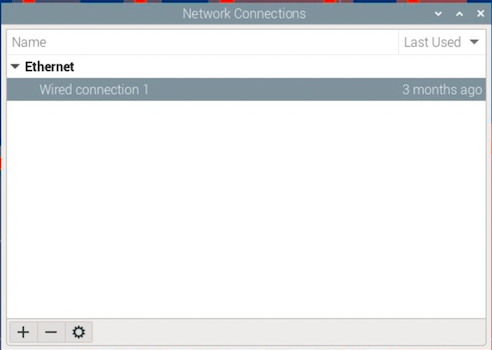 Network Connections
Name Last Used
Ethernet
Wired connection 1 3 months ago